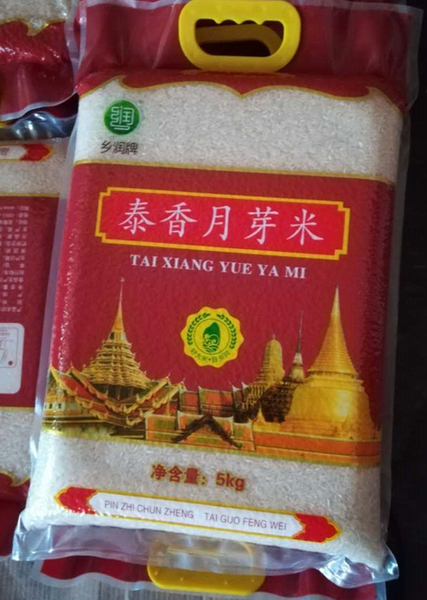 乡润牌
泰香月芽米
TAI XIANG YUE YA MI
净含量：5kg
PIN ZHI CHUN ZHENG TAI GUO FENG WEI